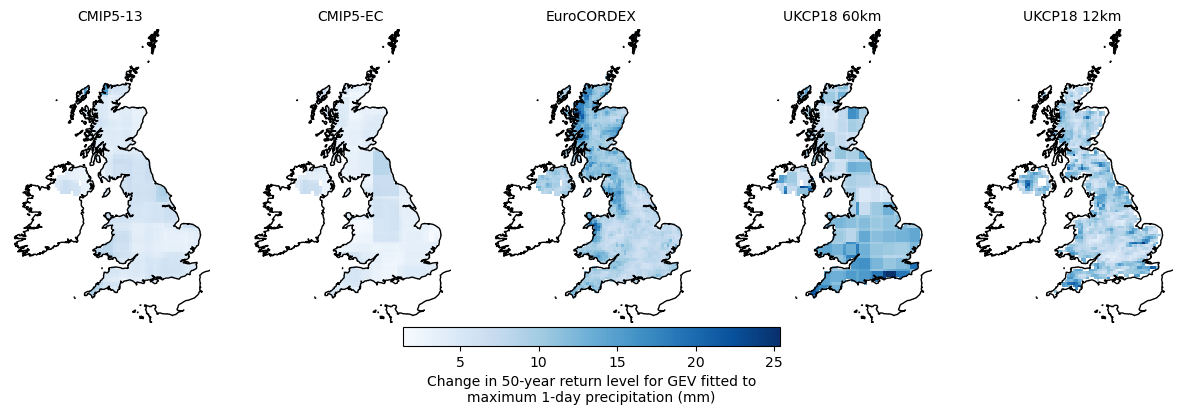 CMIP5-13
CMIP5-EC
EuroCORDEX
UKCP18 60km
UKCP18 12km
5
10
15
20
25
Change in 50-year return level for GEV fitted to
maximum 1-day precipitation (mm)